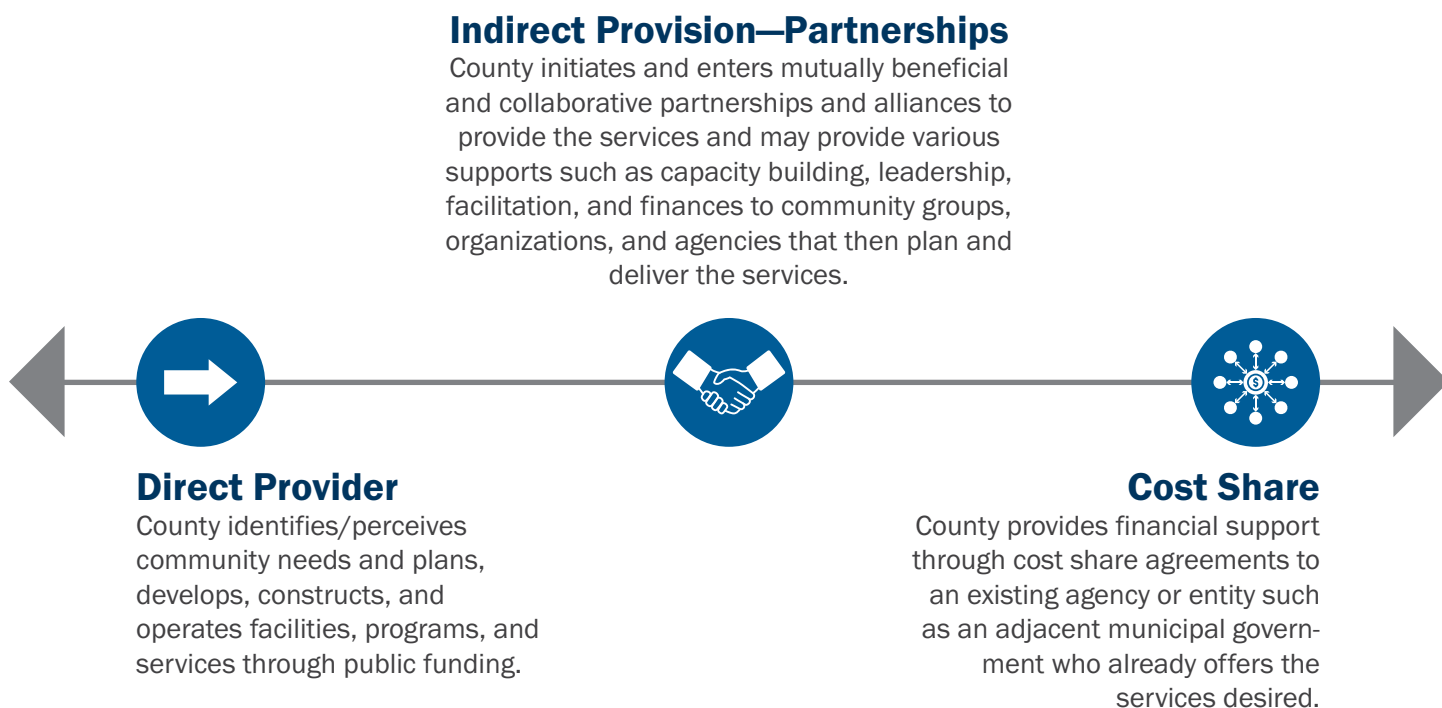 Indirect Provision—Partnerships
County initiates and enters mutually beneficial
and collaborative partnerships and alliances to
provide the services and may provide various
supports such as capacity building, leadership,
facilitation, and finances to community groups,
organizations, and agencies that then plan and
deliver the services.
$
Direct Provider
County identifies/perceives
community needs and plans,
develops, constructs, and
operates facilities, programs, and
services through public funding.
Cost Share
County provides financial support
through cost share agreements to
an existing agency or entity such
as an adjacent municipal govern-
ment who already offers the
services desired.